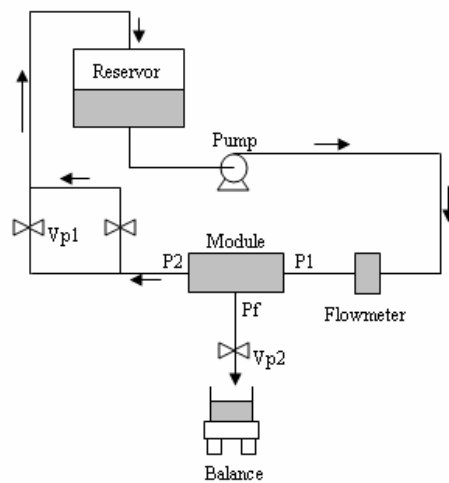 Reservor
Pump
Module
Vp1
P2
P1
Pf
Flowmeter
Vp2
Balance